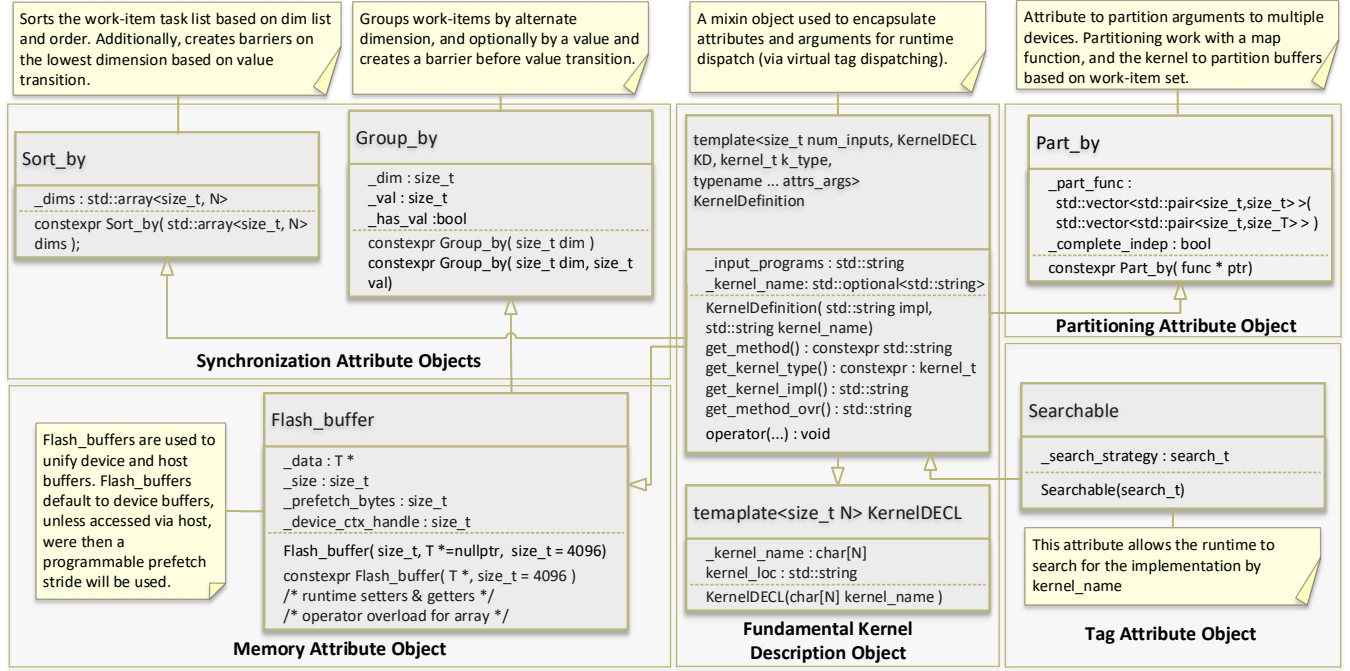 Sorts the work-item task list based on dim list
and order. Additionally, creates barriers on
the lowest dimension based on value
transition.
Groups work-items by alternate
dimension, and optionally by a value and
creates a barrier before value transition.
A mixin object used to encapsulate
attributes and arguments for runtime
dispatch (via virtual tag dispatching).
Attribute to partition arguments to multiple
devices. Partitioning work with a map
function, and the kernel to partition buffers
based on work-item set.
Sort_by
_dims : std::array<size_t, N>
constexpr Sort_by( std::array<size_t, N>
dims );
Group_by
_dim : size_t
_val : size_t
_has_val :bool
constexpr Group_by( size_t dim )
constexpr Group_by( size_t dim, size_t
val)
Synchronization Attribute Objects
template<size_t num_inputs, KernelDECL
KD, kernel_t k_type,
typename ... attrs_args>
KernelDefinition
_input_programs : std::string
_kernel_name: std::optional<std::string>
KernelDefinition( std::string impl,
std::string kernel_name)
get_method() : constexpr std::string
get_kernel_type() : constexpr : kernel_t
get_kernel_impl() : std::string
get_method_ovr() : std::string
operator(...) : void
Part_by
_part_func :
std::vector<std::pair<size_t,size_t> >(
std::vector<std::pair<size_t,size_T> > )
_complete_indep : bool
constexpr Part_by( func * ptr)
Partitioning Attribute Object
Flash_buffers are used to
unify device and host
buffers. Flash_buffers
default to device buffers,
unless accessed via host,
were then a
programmable prefetch
stride will be used.
Flash_buffer
_data : T *
_size : size_t
_prefetch_bytes : size_t
_device_ctx_handle : size_t
Flash_buffer( size_t, T *=nullptr, size_t = 4096)
constexpr Flash_buffer( T *, size_t = 4096 )
/* runtime setters & getters */
/* operator overload for array */
Memory Attribute Object
temaplate<size_t N> KernelDECL
_kernel_name : char[N]
kernel_loc : std::string
KernelDECL(char[N] kernel_name )
Fundamental Kernel
Description Object
Searchable
_search_strategy : search_t
Searchable(search_t)
This attribute allows the runtime to
search for the implementation by
kernel_name
Tag Attribute Object